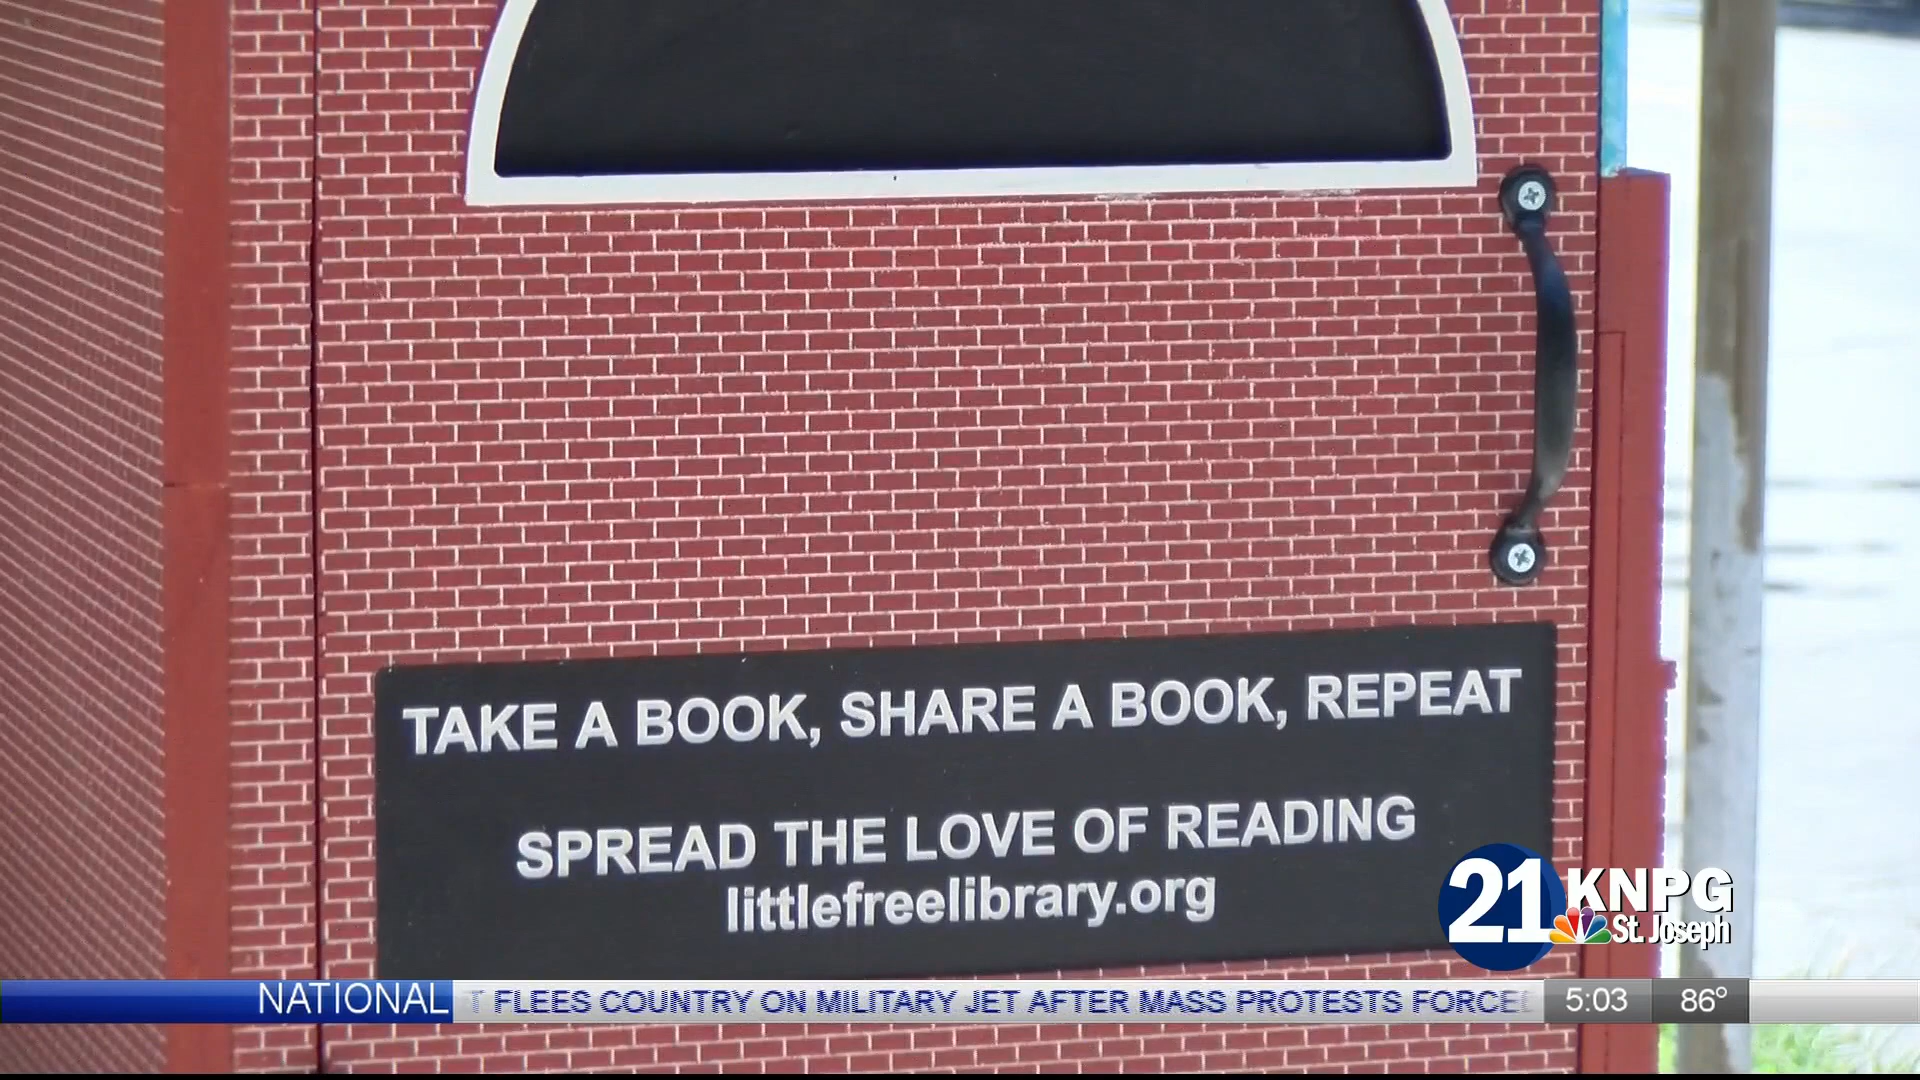 TAKE A BOOK, SHARE A BOOK, REPEAT
SPREAD THE LOVE OF READING
littlefreelibrary.org
21 KNPG
St. Joseph
NATIONAL T FLEES COUNTRY ON MILITARY JET AFTER MASS PROTESTS FORCED 5:03 86°